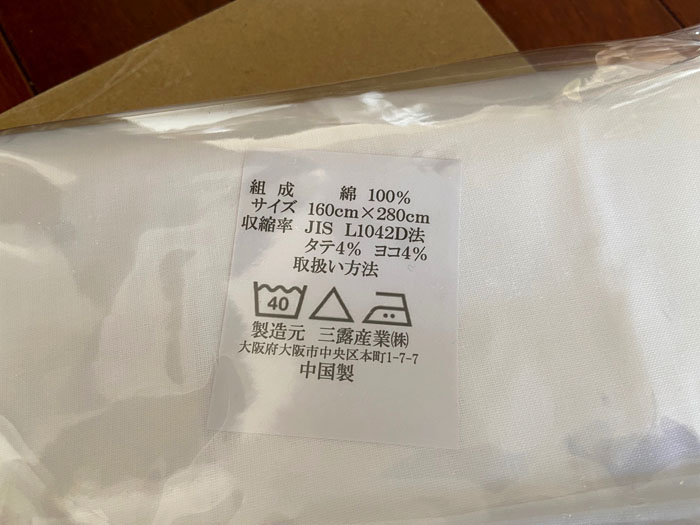 組成 綿 100%
サイズ 160cm×280cm
収縮率 JIS L1042D法
タテ4% ヨコ4%
取扱い方法
40
製造元 三露産業㈱
大阪府大阪市中央区本町1-7-7
中国製